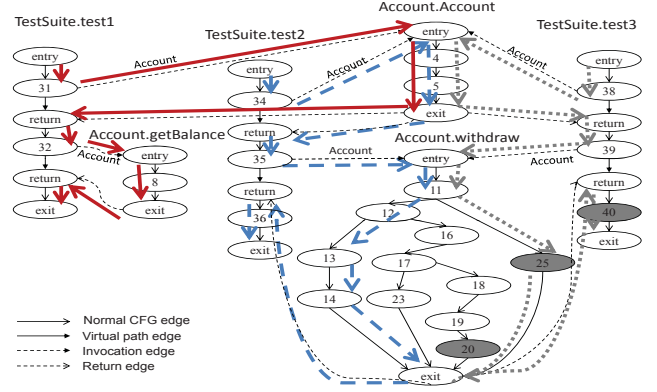 TestSuite.test1
TestSuite.test2
Account.Account
TestSuite.test3
entry
31
return
32
return
exit
Account
Account
Account.getBalance
entry
8
exit
entry
34
return
35
return
36
exit
Account
Account
entry
4
5
exit
Account.withdraw
entry
11
12
16
13
17
14
23
18
19
20
25
exit
Account
Account
entry
38
return
39
return
40
exit
Normal CFG edge
Virtual path edge
Invocation edge
Return edge